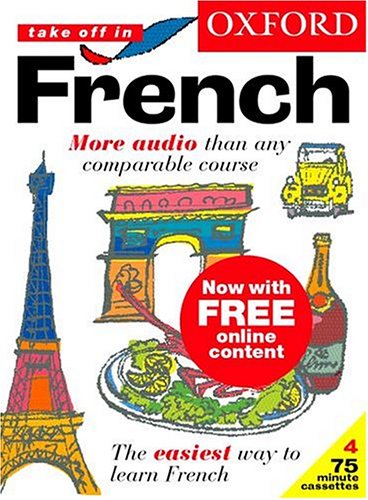 take off in
OXFORD
French
More audio than any
comparable course
Now with
FREE
online
content
The easiest way to
learn French
4
75
minute
cassettes